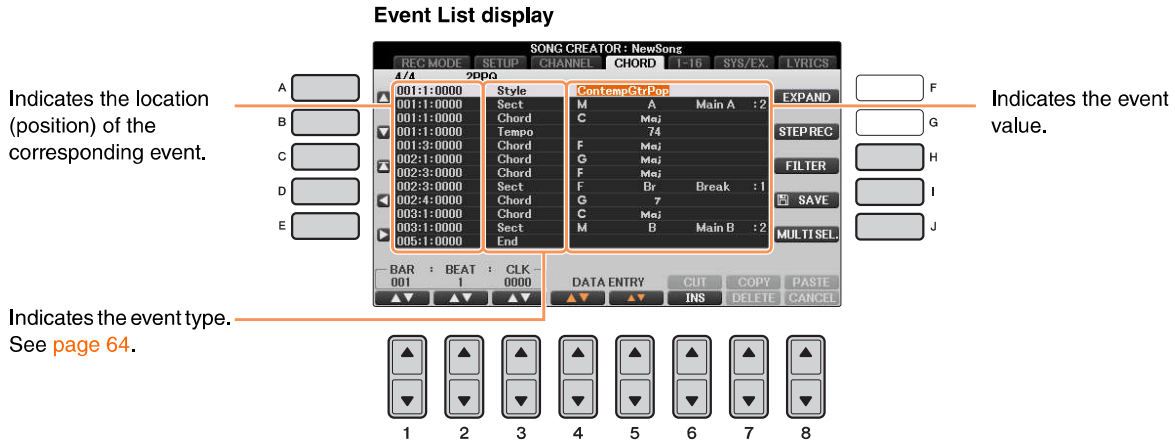 Event List display
SONG CREATOR : NewSong
REC MODE SETUP CHANNEL CHORD 1-16 SYS/EX. LYRICS
4/4 2PPQ
001:1:0000 Style ContempGtrPop
001:1:0000 Sect M A Main A :2
001:1:0000 Chord C Maj
001:1:0000 Tempo 74
001:3:0000 Chord F Maj
002:1:0000 Chord G Maj
002:3:0000 Chord F Maj
002:3:0000 Sect F Br Break :1
002:4:0000 Chord G 7
003:1:0000 Chord C Maj
003:1:0000 Sect M B Main B :2
005:1:0000 End
EXPAND
STEP REC
FILTER
SAVE
MULTI SEL.
BAR : BEAT : CLK
001 1 0000
DATA ENTRY
CUT COPY PASTE
INS DELETE CANCEL
A
B
C
D
E
F
G
H
I
J
Indicates the location
(position) of the
corresponding event.
Indicates the event
value.
Indicates the event type.
See page 64.
1 2 3 4 5 6 7 8